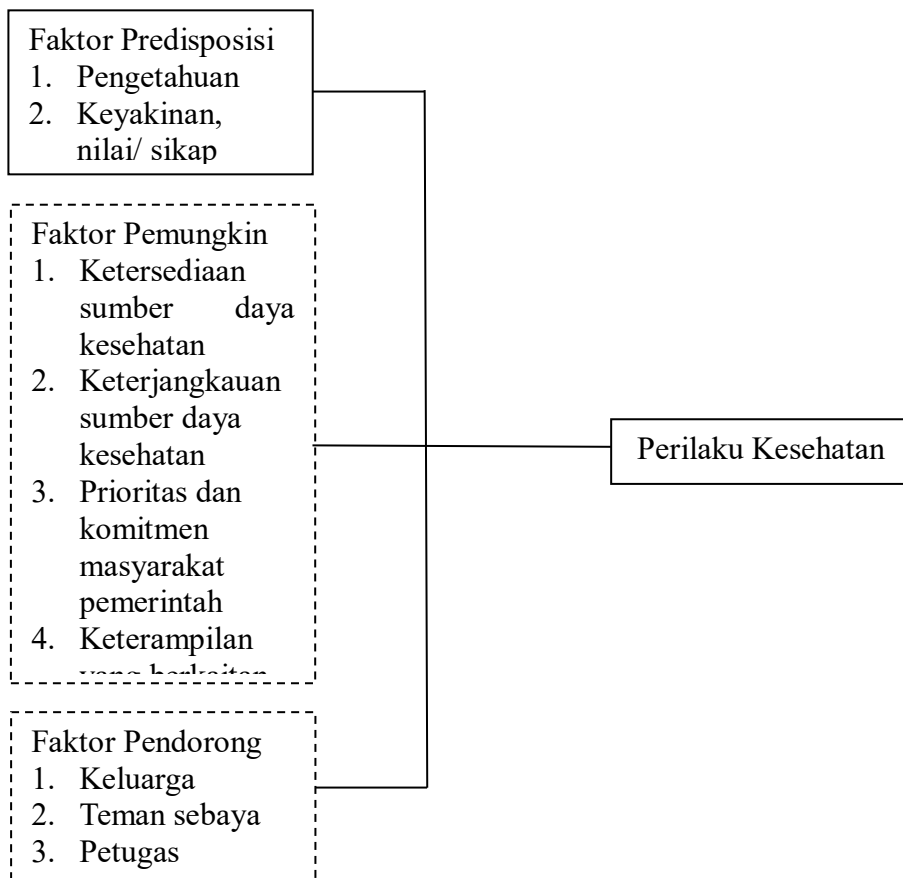 Faktor Predisposisi
1. Pengetahuan
2. Keyakinan,
nilai/ sikap
Faktor Pemungkin
1. Ketersediaan
sumber daya
kesehatan
2. Keterjangkauan
sumber daya
kesehatan
3. Prioritas dan
komitmen
masyarakat
pemerintah
4. Keterampilan
yang berkaitan
Perilaku Kesehatan
Faktor Pendorong
1. Keluarga
2. Teman sebaya
3. Petugas